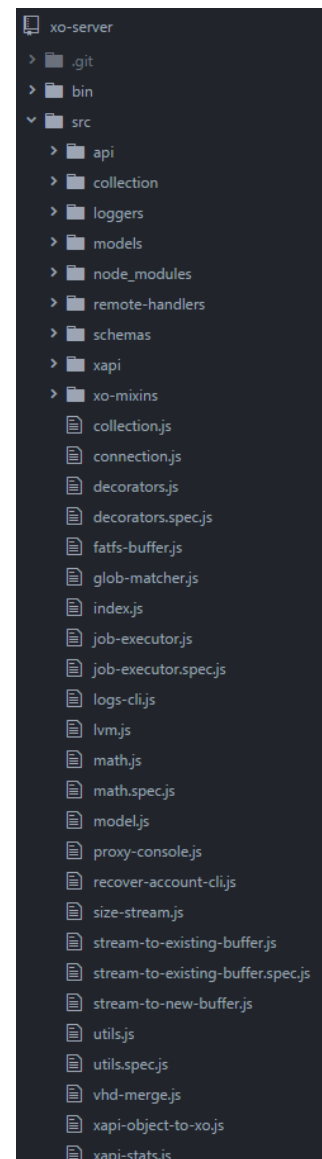 xo-server
.git
bin
src
api
collection
loggers
models
node_modules
remote-handlers
schemas
xapi
xo-mixins
collection.js
connection.js
decorators.js
decorators.spec.js
fatfs-buffer.js
glob-matcher.js
index.js
job-executor.js
job-executor.spec.js
logs-cli.js
lvm.js
math.js
math.spec.js
model.js
proxy-console.js
recover-account-cli.js
size-stream.js
stream-to-existing-buffer.js
stream-to-existing-buffer.spec.js
stream-to-new-buffer.js
utils.js
utils.spec.js
vhd-merge.js
xapi-object-to-xo.js
xapi-stats.js